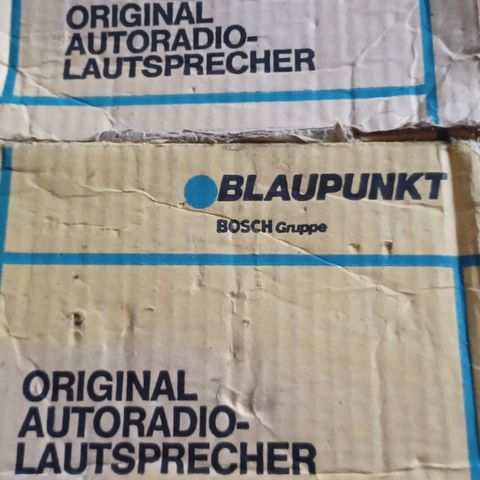 ORIGINAL
AUTORADIO-
LAUTSPRECHER
BLAUPUNKT
BOSCH Gruppe
ORIGINAL
AUTORADIO-
LAUTSPRECHER